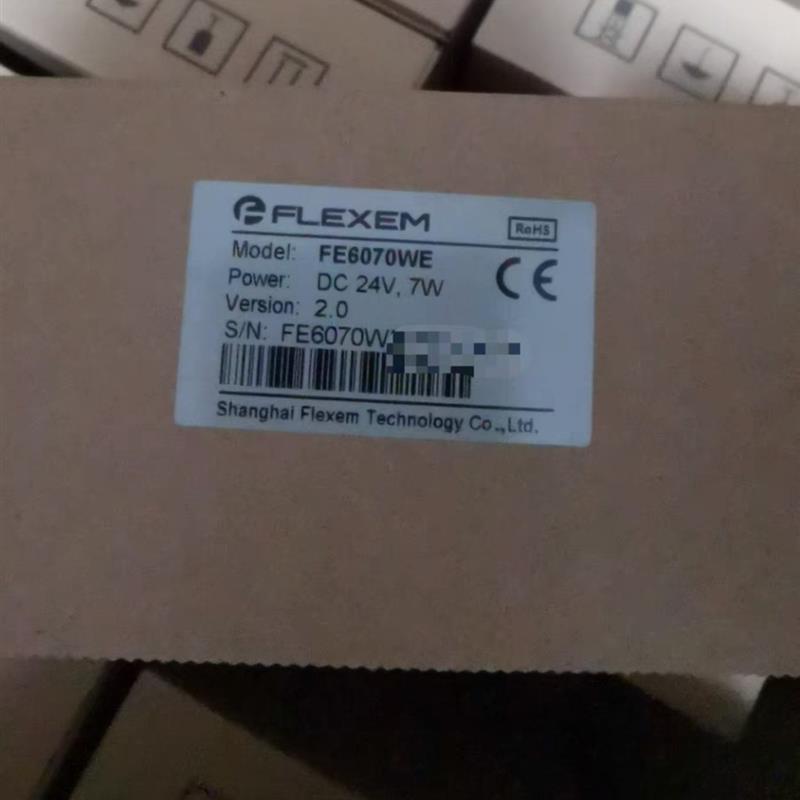 FLEXEM
RoHS
Model: FE6070WE
Power: DC 24V, 7W
CE
Version: 2.0
S/N: FE6070W
Shanghai Flexem Technology Co.,Ltd.